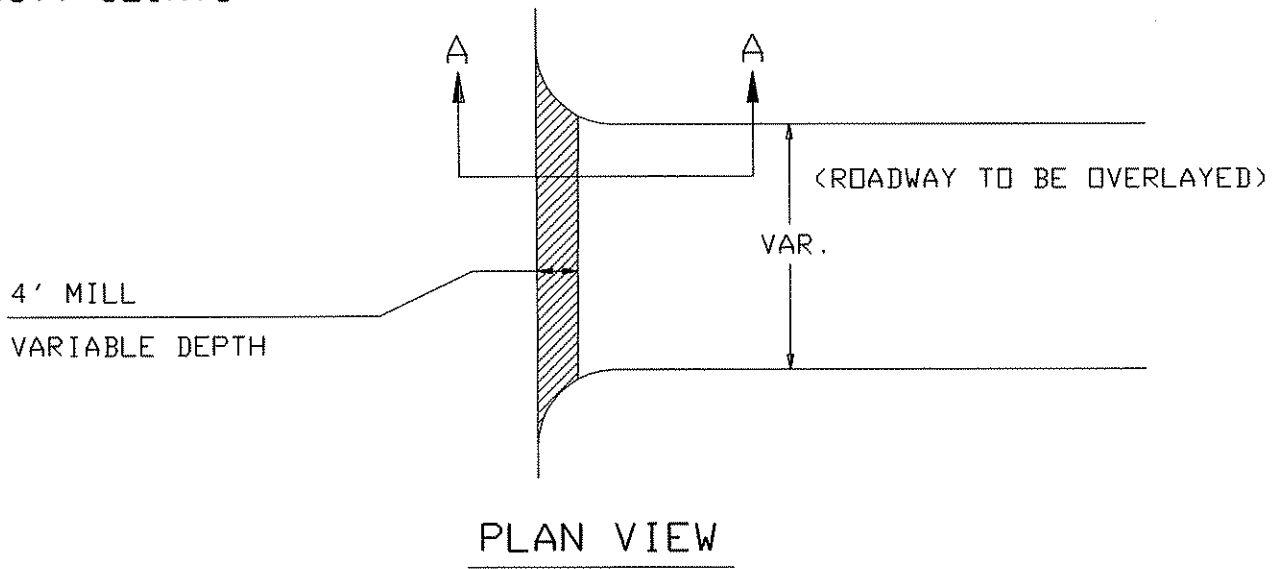 A A
(ROADWAY TO BE OVERLAYED)
VAR.
4' MILL
VARIABLE DEPTH
PLAN VIEW